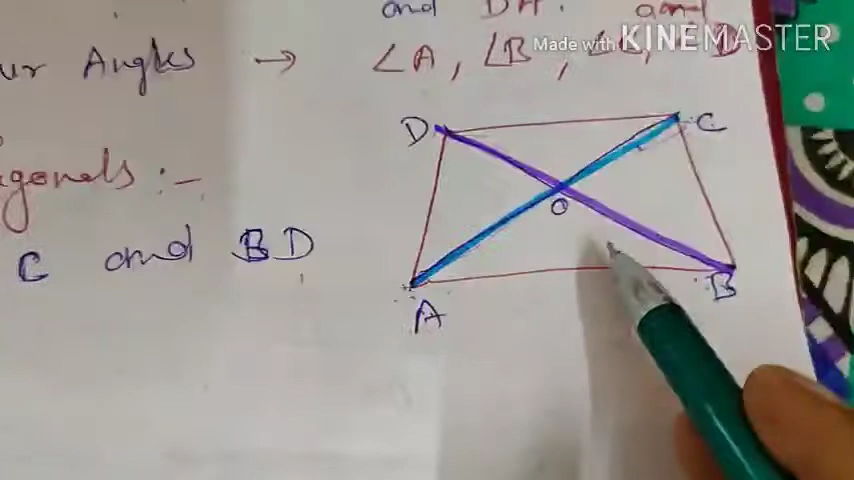 and DA. and
ur Angles → ∠A, ∠B, ∠C, D
Made with KINEMASTER
agonals :-
C and BD
D
C
O
A
B